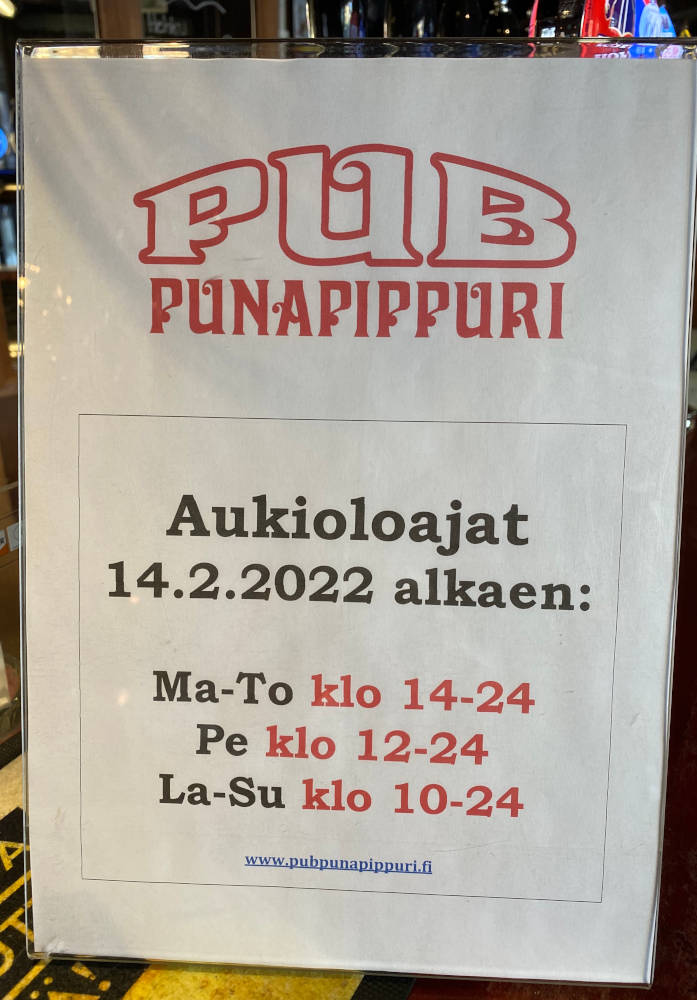 PUB
PUNAPIPPURI
Aukioloajat
14.2.2022 alkaen:
Ma-To klo 14-24
Pe klo 12-24
La-Su klo 10-24
www.pubpunapippuri.fi